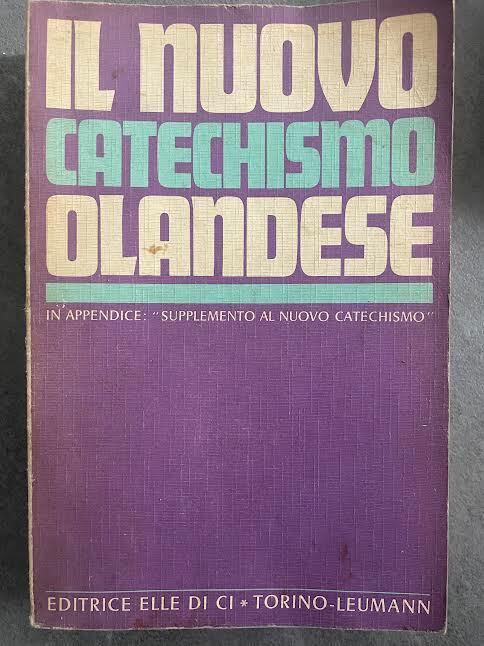 IL NUOVO
CATECHISMO
OLANDESE
IN APPENDICE: "SUPPLEMENTO AL NUOVO CATECHISMO"
EDITRICE ELLE DI CI * TORINO-LEUMANN